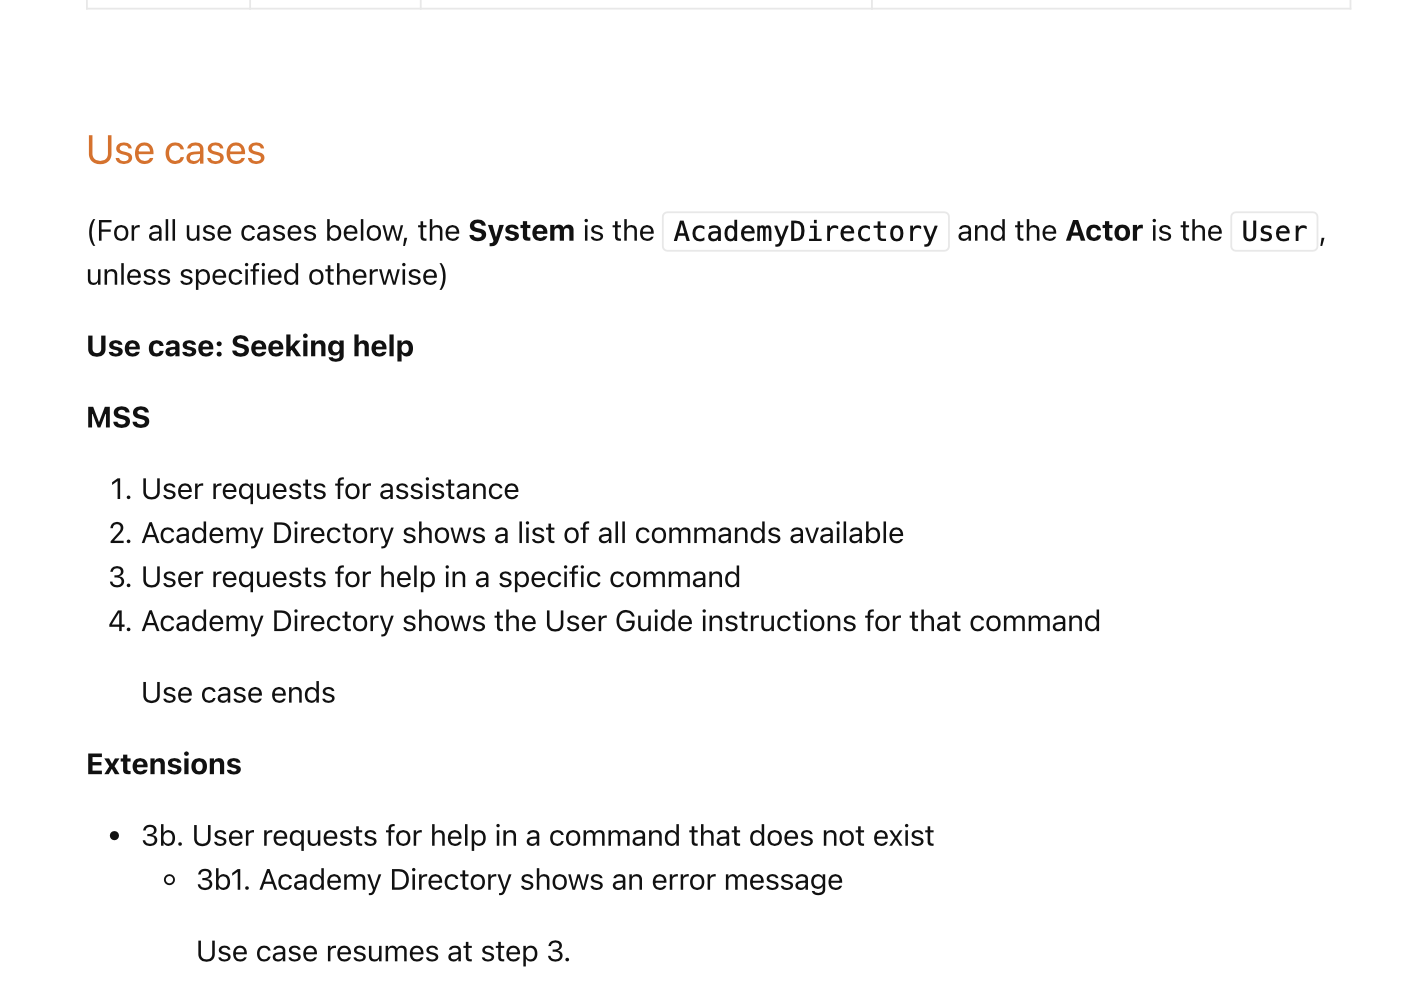 Use cases
(For all use cases below, the System is the AcademyDirectory and the Actor is the User,
unless specified otherwise)
Use case: Seeking help
MSS
1. User requests for assistance
2. Academy Directory shows a list of all commands available
3. User requests for help in a specific command
4. Academy Directory shows the User Guide instructions for that command
Use case ends
Extensions
• 3b. User requests for help in a command that does not exist
◦ 3b1. Academy Directory shows an error message
Use case resumes at step 3.